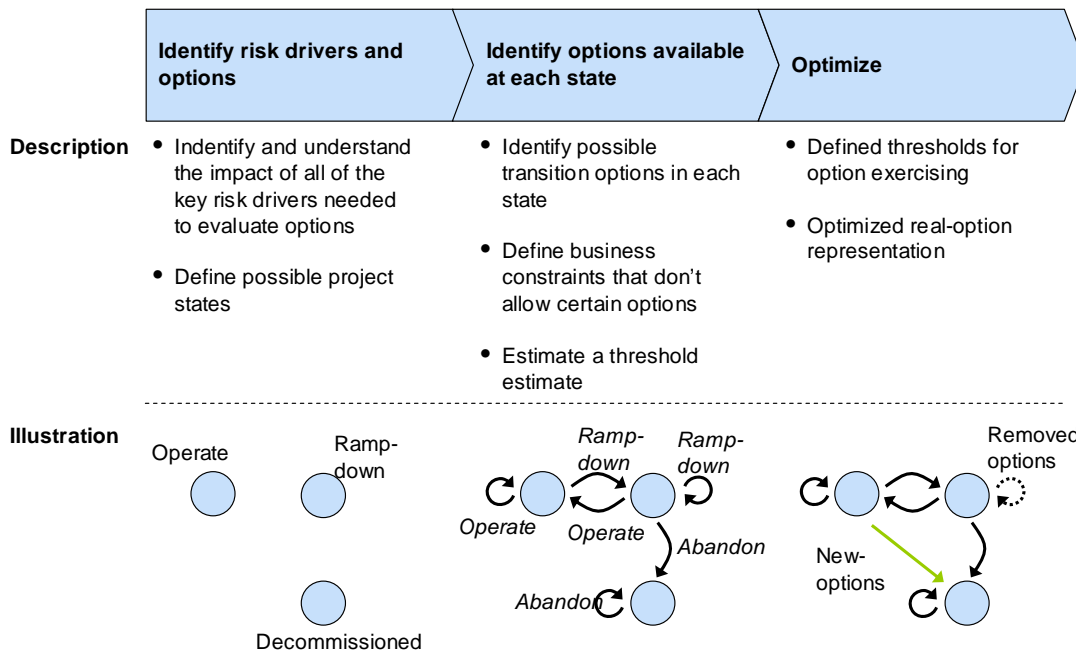 Identify risk drivers and
options
Identify options available
at each state
Optimize
Description
• Indentify and understand
the impact of all of the
key risk drivers needed
to evaluate options
• Define possible project
states
• Identify possible
transition options in each
state
• Define business
constraints that don't
allow certain options
• Estimate a threshold
estimate
• Defined thresholds for
option exercising
• Optimized real-option
representation
Illustration
Operate
Ramp-
down
Decommissioned
Ramp-
down
Ramp-
down
Operate
Operate
Abandon
Abandon
Removed
options
New-
options